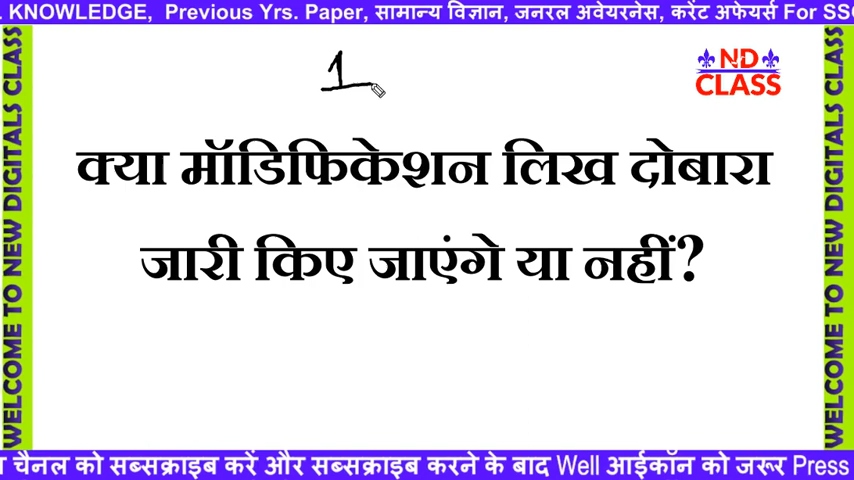 KNOWLEDGE, Previous Yrs. Paper, सामान्य विज्ञान, जनरल अवेयरनेस, करेंट अफेयर्स For SSC
1
ND
CLASS
क्या मॉडिफिकेशन लिख दोबारा
जारी किए जाएंगे या नहीं?
WELCOME TO NEW DIGITALS CLASS
WELCOME TO NEW DIGITALS CLASS
चैनल को सब्सक्राइब करें और सब्सक्राइब करने के बाद Well आईकॉन को जरूर Press